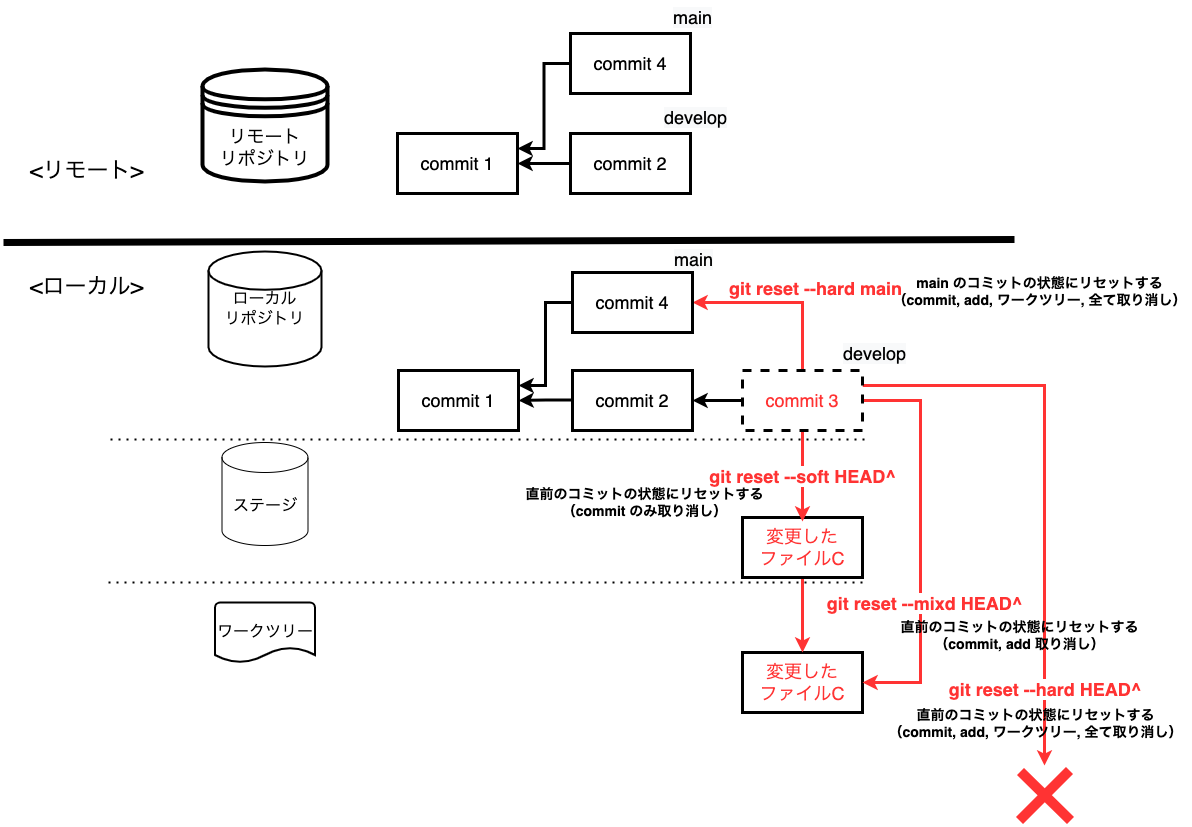 main
commit 4
develop
リモート
リポジトリ
commit 1
commit 2
<リモート>
<ローカル>
ローカル
リポジトリ
main
commit 4
git reset --hard main
main のコミットの状態にリセットする
（commit, add, ワークツリー, 全て取り消し）
develop
commit 1
commit 2
commit 3
ステージ
git reset --soft HEAD^
直前のコミットの状態にリセットする
（commit のみ取り消し）
変更した
ファイルC
ワークツリー
git reset --mixd HEAD^
直前のコミットの状態にリセットする
（commit, add 取り消し）
変更した
ファイルC
git reset --hard HEAD^
直前のコミットの状態にリセットする
（commit, add, ワークツリー, 全て取り消し）